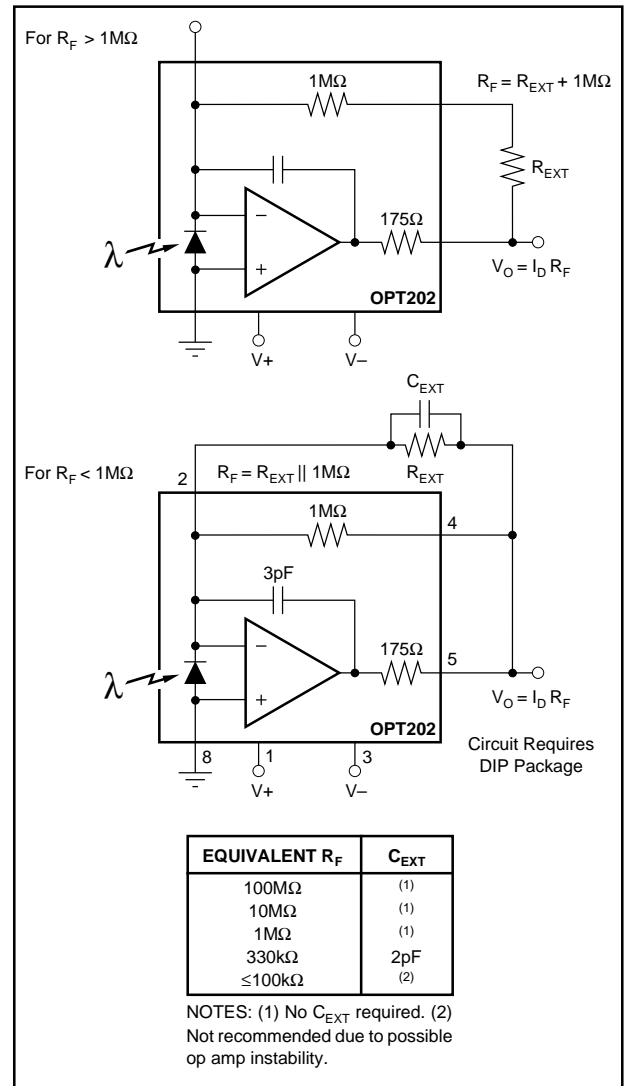 For R_F > 1MΩ
1MΩ
R_F = R_EXT + 1MΩ
R_EXT
175Ω
λ
–
+
V_O = I_D R_F
OPT202
V+
V–
C_EXT
R_EXT
For R_F < 1MΩ
2
R_F = R_EXT || 1MΩ
1MΩ
4
3pF
175Ω
5
λ
–
+
V_O = I_D R_F
OPT202
8
1
3
V+
V–
Circuit Requires
DIP Package
EQUIVALENT R_F C_EXT
100MΩ (1)
10MΩ (1)
1MΩ (1)
330kΩ 2pF
≤100kΩ (2)
NOTES: (1) No C_EXT required. (2)
Not recommended due to possible
op amp instability.